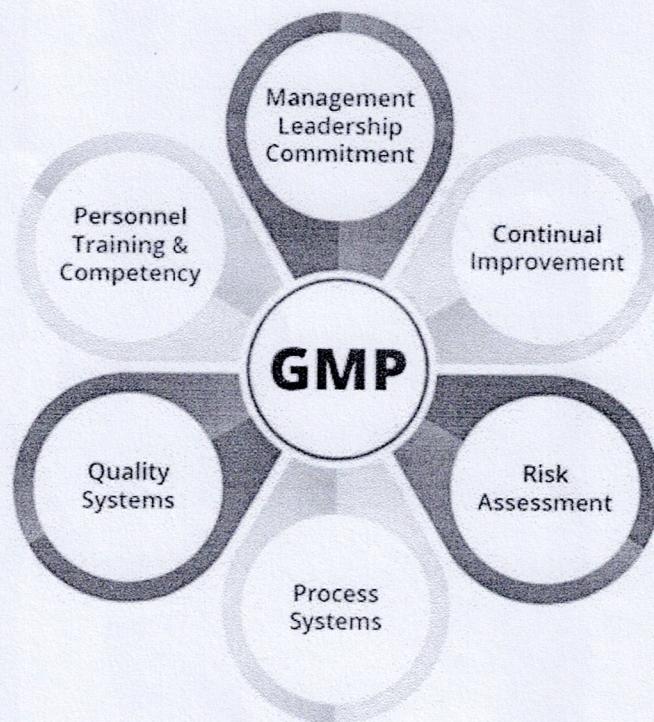 Management
Leadership
Commitment
Personnel
Training &
Competency
Continual
Improvement
GMP
Quality
Systems
Risk
Assessment
Process
Systems